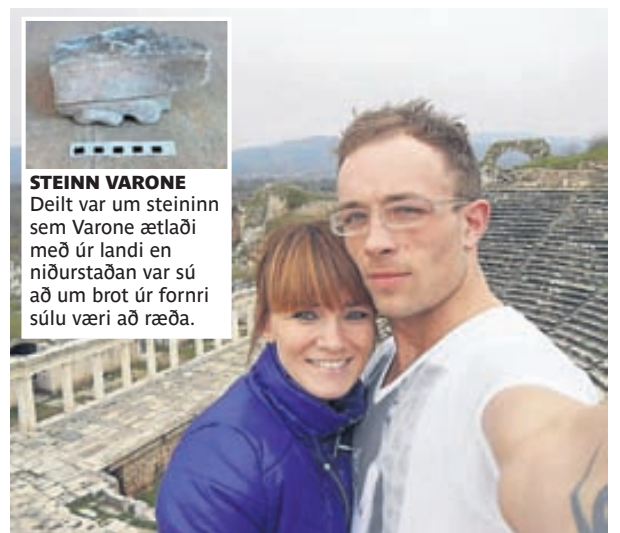 STEINN VARONE
Deilt var um steininn
sem Varone ætlaði
með úr landi en
niðurstaðan var sú
að um brot úr fornri
súlu væri að ræða.